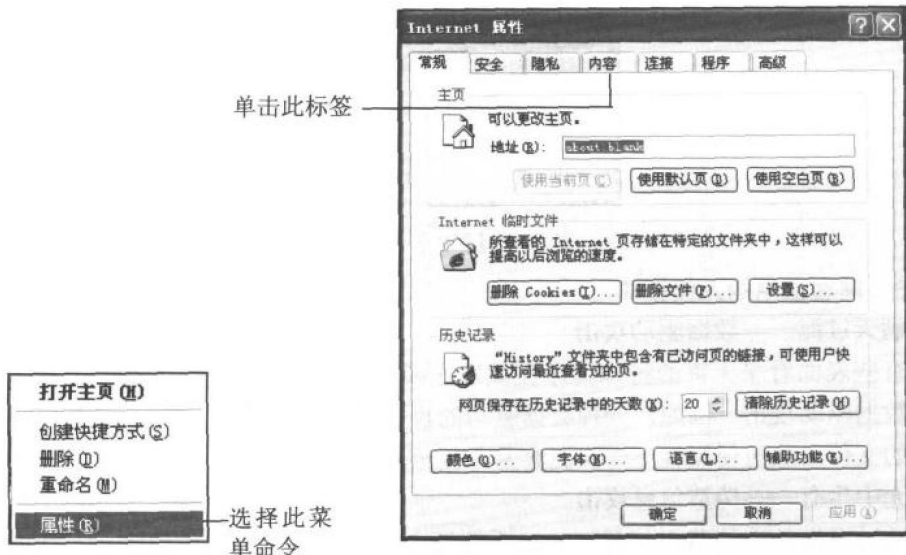 打开主页(H)
创建快捷方式(S)
删除(D)
重命名(M)
属性(R)
选择此菜
单命令
单击此标签
Internet 属性
常规 安全 隐私 内容 连接 程序 高级
主页
可以更改主页。
地址(R): about:blank
使用当前页(C) 使用默认页(D) 使用空白页(B)
Internet 临时文件
所查看的 Internet 页存储在特定的文件夹中,这样可以
提高以后浏览的速度。
删除 Cookies(I)... 删除文件(F)... 设置(S)...
历史记录
“History”文件夹中包含有已访问页的链接,可使用户快
速访问最近查看过的页。
网页保存在历史记录中的天数(K): 20 清除历史记录(H)
颜色(O)... 字体(N)... 语言(L)... 辅助功能(E)...
确定 取消 应用(A)